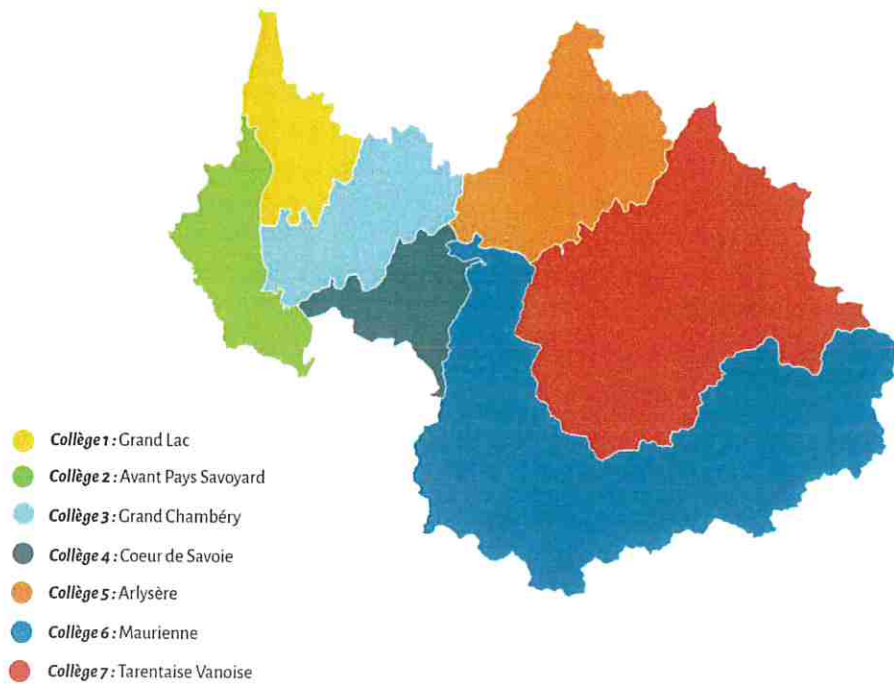 Collège 1 : Grand Lac
Collège 2 : Avant Pays Savoyard
Collège 3 : Grand Chambéry
Collège 4 : Coeur de Savoie
Collège 5 : Arlysère
Collège 6 : Maurienne
Collège 7 : Tarentaise Vanoise